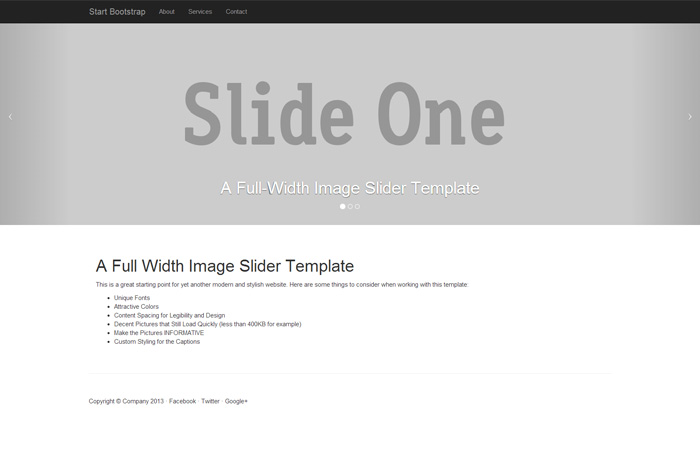 Start Bootstrap About Services Contact
Slide One
A Full-Width Image Slider Template
A Full Width Image Slider Template
This is a great starting point for yet another modern and stylish website. Here are some things to consider when working with this template:
Unique Fonts
Attractive Colors
Content Spacing for Legibility and Design
Decent Pictures that Still Load Quickly (less than 400KB for example)
Make the Pictures INFORMATIVE
Custom Styling for the Captions
Copyright © Company 2013 · Facebook · Twitter · Google+